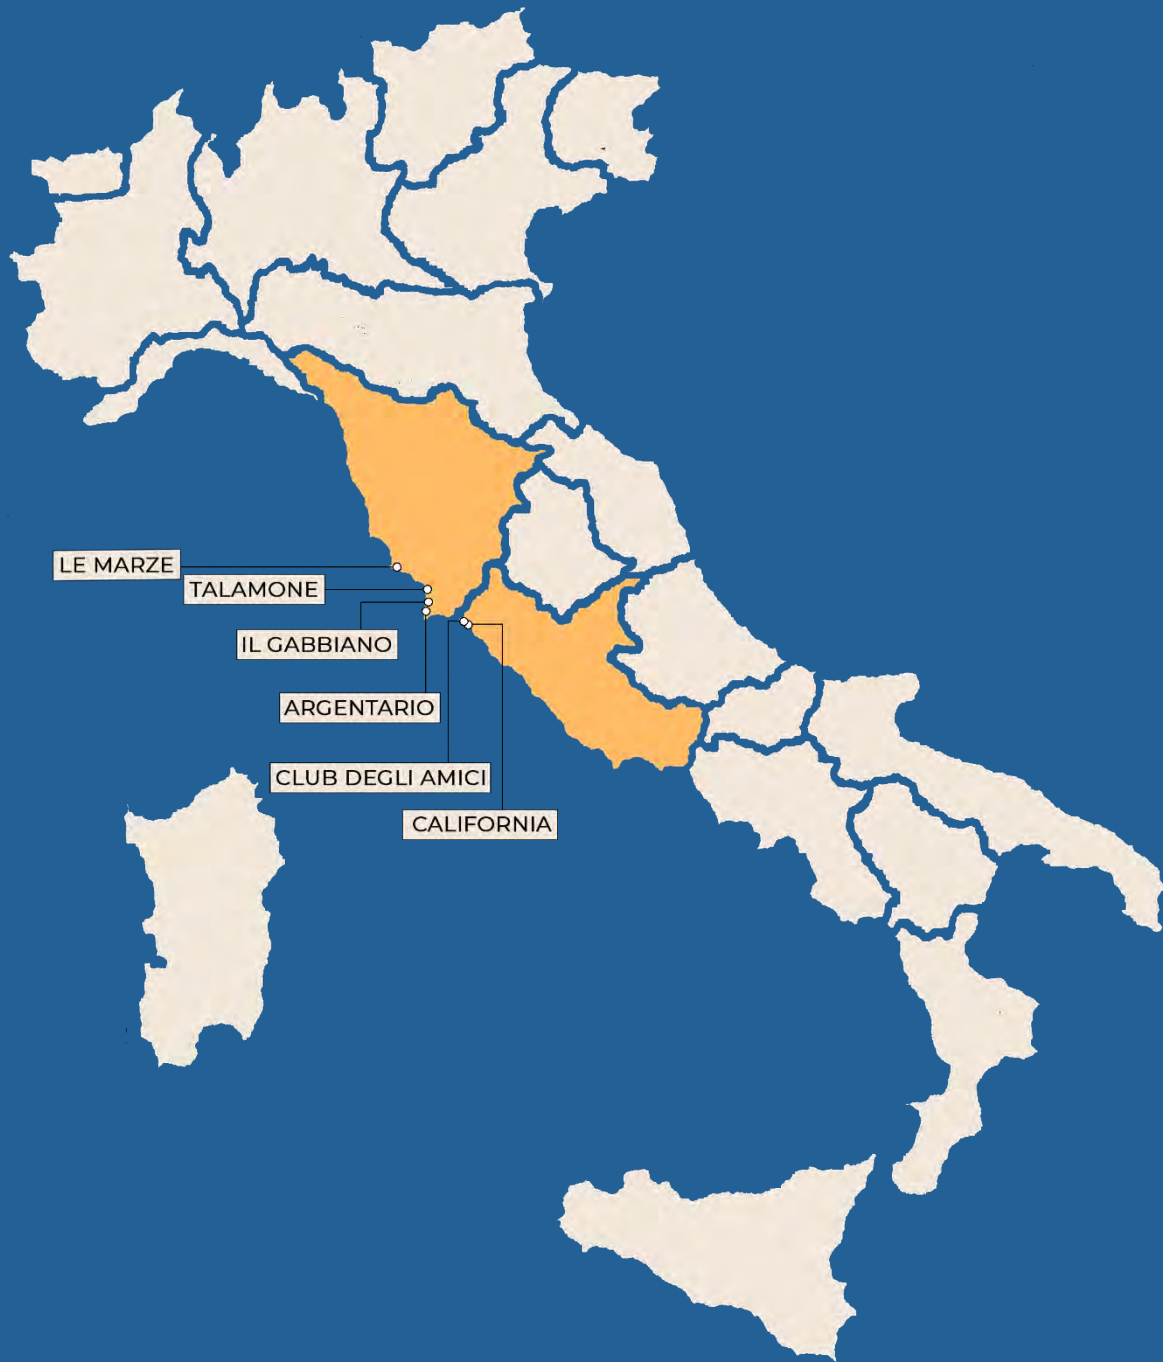 LE MARZE
TALAMONE
IL GABBIANO
ARGENTARIO
CLUB DEGLI AMICI
CALIFORNIA